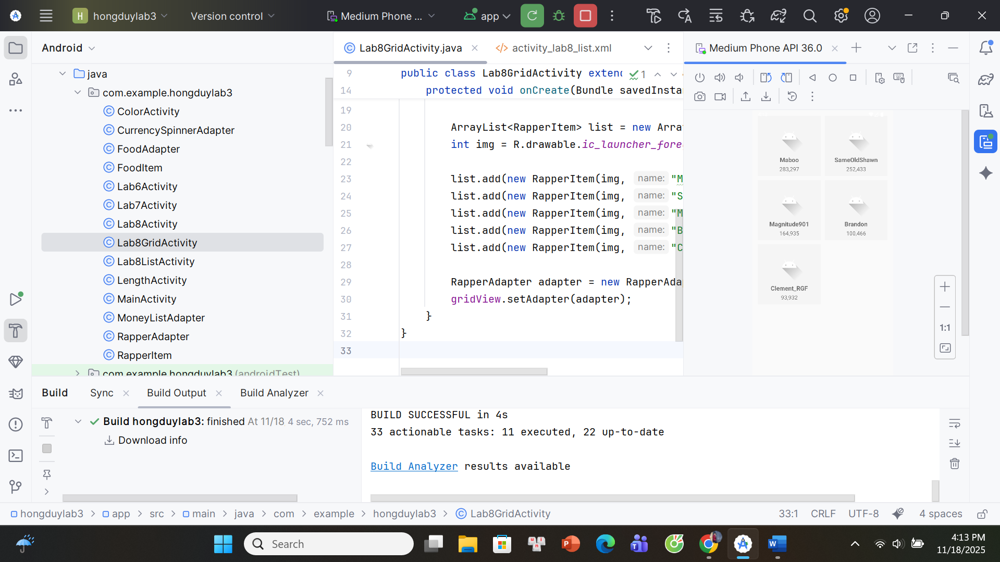 H hongduylab3
Version control
Medium Phone ...
app
Android
java
com.example.hongduylab3
ColorActivity
CurrencySpinnerAdapter
FoodAdapter
FoodItem
Lab6Activity
Lab7Activity
Lab8Activity
Lab8GridActivity
Lab8ListActivity
LengthActivity
MainActivity
MoneyListAdapter
RapperAdapter
RapperItem
com.example.hongduylab3 (androidTest)
Lab8GridActivity.java
activity_lab8_list.xml
1
9 public class Lab8GridActivity extend
14 protected void onCreate(Bundle savedInsta
19
20 ArrayList<RapperItem> list = new Arra
21 int img = R.drawable.ic_launcher_fore
22
23 list.add(new RapperItem(img, name: "M
24 list.add(new RapperItem(img, name: "S
25 list.add(new RapperItem(img, name: "M
26 list.add(new RapperItem(img, name: "B
27 list.add(new RapperItem(img, name: "C
28
29 RapperAdapter adapter = new RapperAda
30 gridView.setAdapter(adapter);
31 }
32 }
33
Medium Phone API 36.0
Maboo
283,297
SameOldShawn
252,433
Magnitude901
164,935
Brandon
100,466
Clement_RGF
93,932
1:1
Build
Sync
Build Output
Build Analyzer
Build hongduylab3: finished At 11/18 4 sec, 752 ms
Download info
BUILD SUCCESSFUL in 4s
33 actionable tasks: 11 executed, 22 up-to-date
Build Analyzer results available
hongduylab3 > app > src > main > java > com > example > hongduylab3 > Lab8GridActivity
33:1 CRLF UTF-8 4 spaces
Search
4:13 PM
11/18/2025